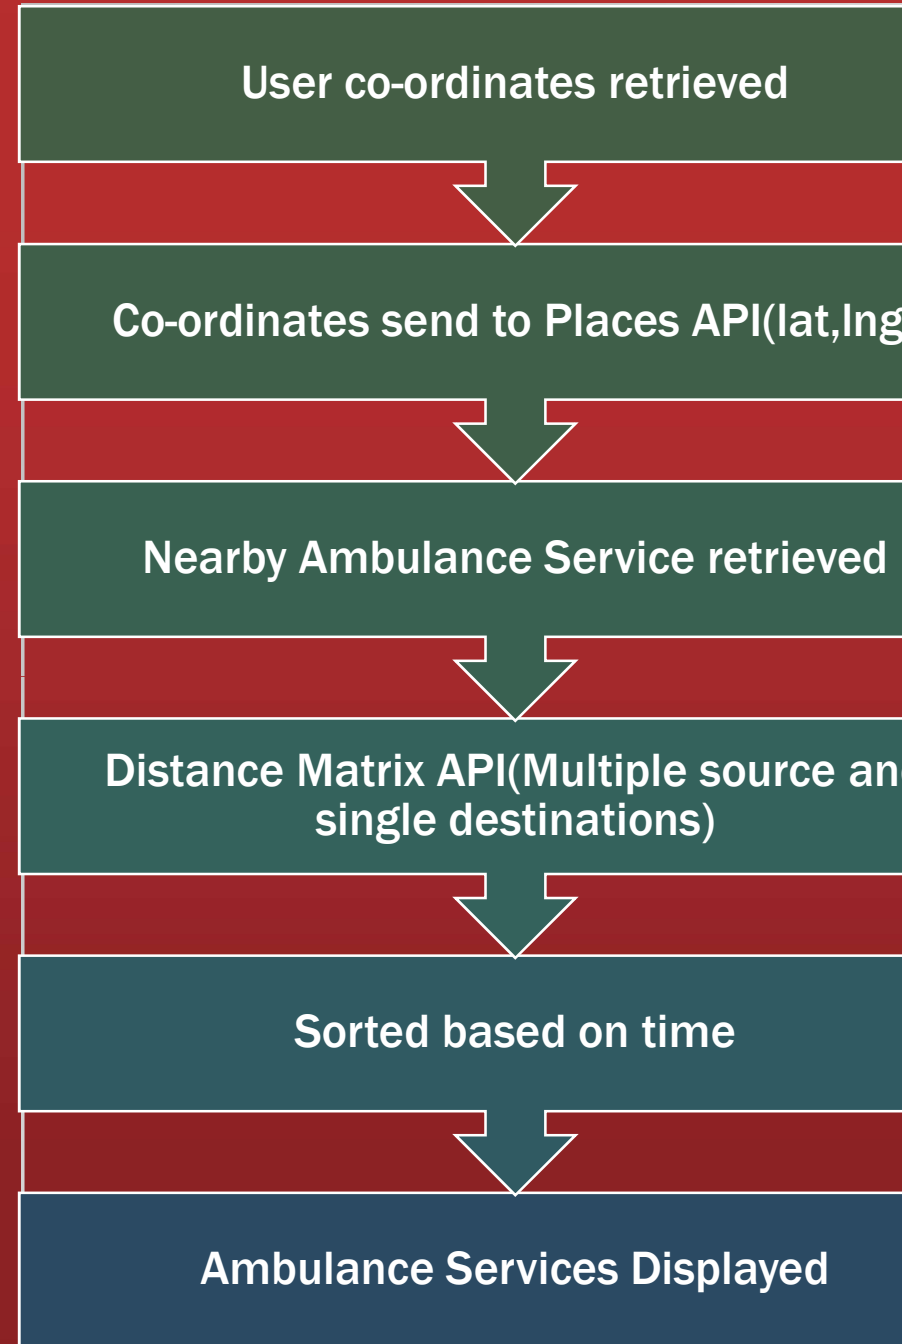 User co-ordinates retrieved
Co-ordinates send to Places API(lat,lng
Nearby Ambulance Service retrieved
Distance Matrix API(Multiple source an
single destinations)
Sorted based on time
Ambulance Services Displayed